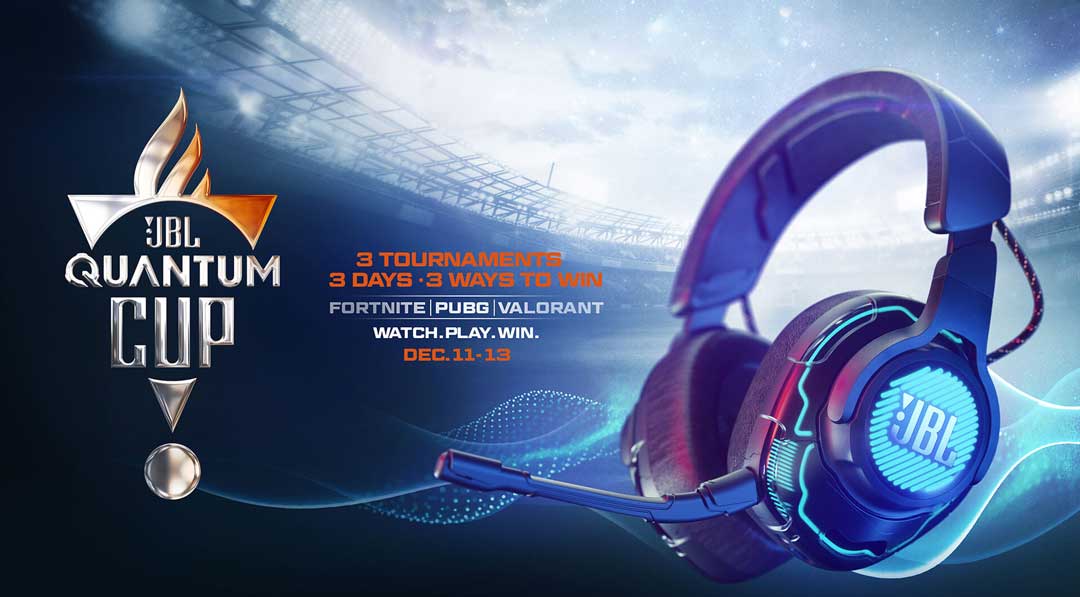 JBL
QUANTUM
CUP
3 TOURNAMENTS
3 DAYS · 3 WAYS TO WIN
FORTNITE|PUBG|VALORANT
WATCH.PLAY.WIN.
DEC.11-13
JBL